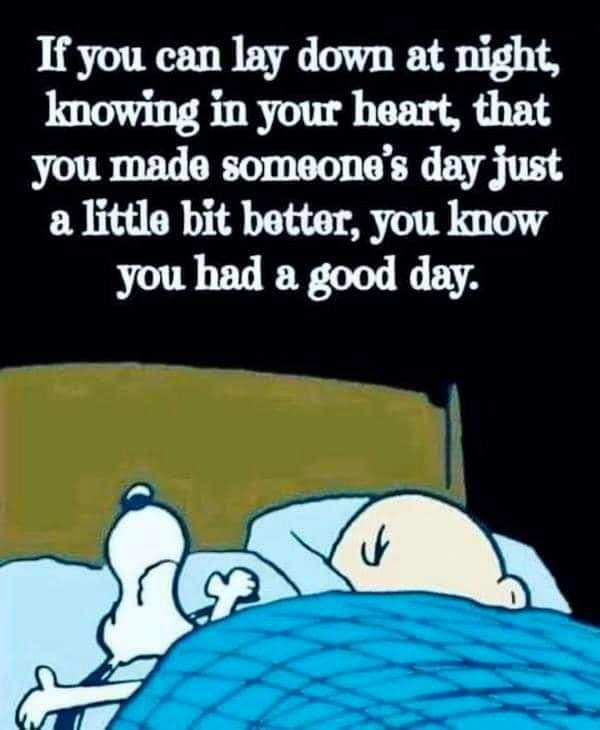 If you can lay down at night,
knowing in your heart, that
you made someone's day just
a little bit better, you know
you had a good day.